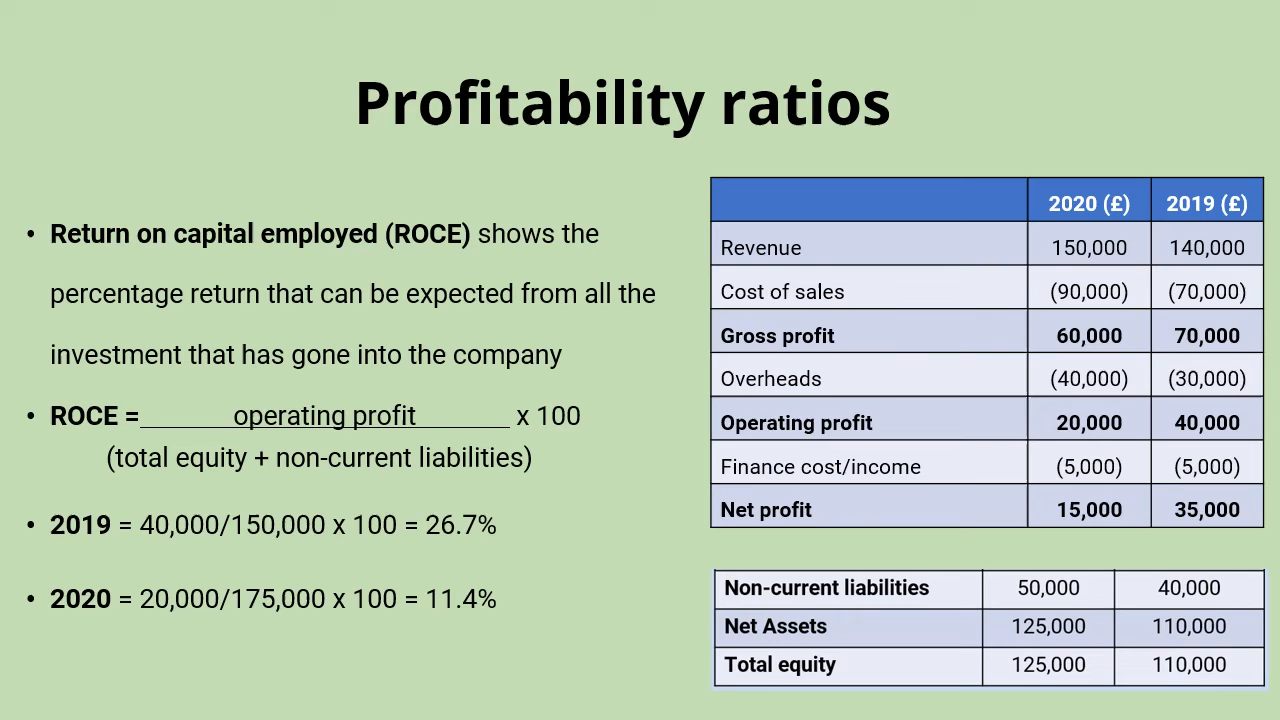 Profitability ratios
• Return on capital employed (ROCE) shows the
percentage return that can be expected from all the
investment that has gone into the company
• ROCE = operating profit x 100
(total equity + non-current liabilities)
• 2019 = 40,000/150,000 x 100 = 26.7%
• 2020 = 20,000/175,000 x 100 = 11.4%
2020 (£) 2019 (£)
Revenue 150,000 140,000
Cost of sales (90,000) (70,000)
Gross profit 60,000 70,000
Overheads (40,000) (30,000)
Operating profit 20,000 40,000
Finance cost/income (5,000) (5,000)
Net profit 15,000 35,000
Non-current liabilities 50,000 40,000
Net Assets 125,000 110,000
Total equity 125,000 110,000